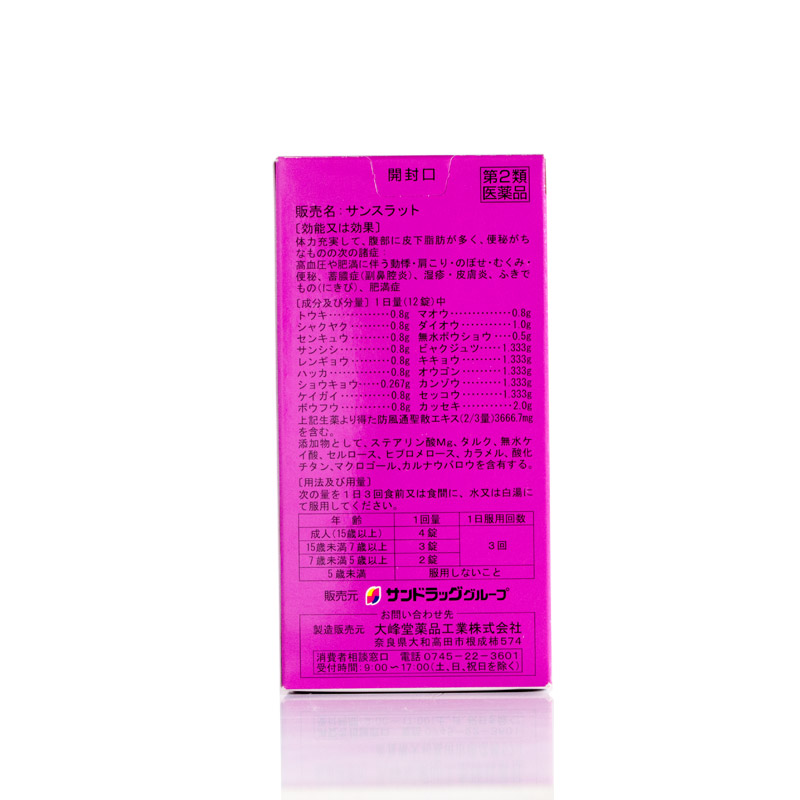 開封口
第2類
医薬品
販売名:サンスラット
〔効能又は効果〕
体力充実して、腹部に皮下脂肪が多く、便秘がち
なものの次の諸症:
高血圧や肥満に伴う動悸・肩こり・のぼせ・むくみ・
便秘、蓄膿症(副鼻腔炎)、湿疹・皮膚炎、ふきで
もの(にきび)、肥満症
〔成分及び分量〕1日量(12錠)中
トウキ・・・・・・・・・・・・0.8g マオウ・・・・・・・・・・・・0.8g
シャクヤク・・・・・・・・・0.8g ダイオウ・・・・・・・・・・1.0g
センキュウ・・・・・・・・・0.8g 無水ボウショウ・・・・0.5g
サンシシ・・・・・・・・・・0.8g ビャクジュツ・・・・・1.333g
レンギョウ・・・・・・・・・0.8g キキョウ・・・・・・・・1.333g
ハッカ・・・・・・・・・・・・0.8g オウゴン・・・・・・・・1.333g
ショウキョウ・・・・・0.267g カンゾウ・・・・・・・・1.333g
ケイガイ・・・・・・・・・・0.8g セッコウ・・・・・・・・1.333g
ボウフウ・・・・・・・・・・0.8g カッセキ・・・・・・・・・・2.0g
上記生薬より得た防風通聖散エキス(2/3量)3666.7mg
を含む。
添加物として、ステアリン酸Mg、タルク、無水ケ
イ酸、セルロース、ヒプロメロース、カラメル、酸化
チタン、マクロゴール、カルナウバロウを含有する。
〔用法及び用量〕
次の量を1日3回食前又は食間に、水又は白湯に
て服用してください。
年齢 1回量 1日服用回数
成人(15歳以上) 4錠 3回
15歳未満7歳以上 3錠
7歳未満5歳以上 2錠
5歳未満 服用しないこと
販売元 サンドラッググループ
お問い合わせ先
製造販売元 大峰堂薬品工業株式会社
奈良県大和高田市根成柿574
消費者相談窓口 電話0745-22-3601
受付時間:9:00~17:00(土、日、祝日を除く)